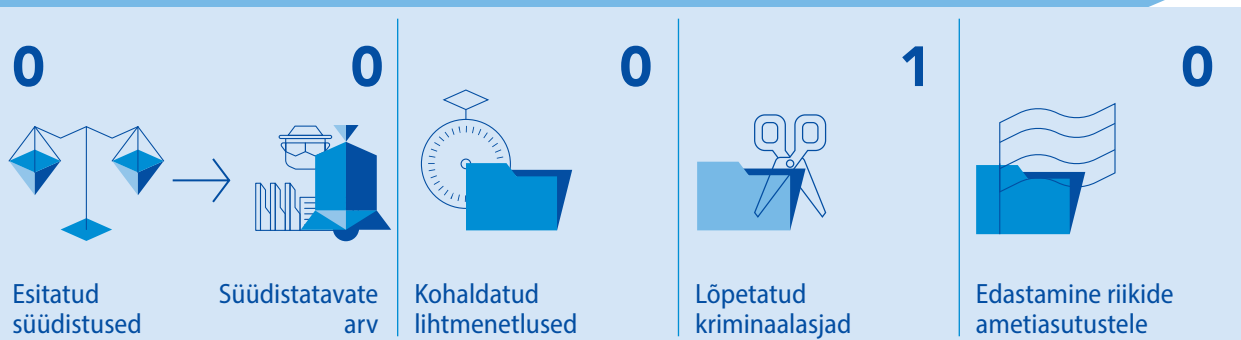 0
Esitatud
süüdistused
0
Süüdistatavate
arv
0
Kohaldatud
lihtmenetlused
1
Lõpetatud
kriminaalasjad
0
Edastamine riikide
ametiasutustele